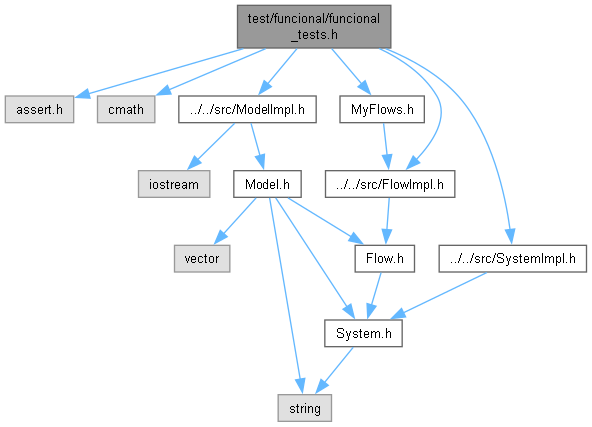 test/funcional/funcional
_tests.h
assert.h
cmath
../../src/ModelImpl.h
MyFlows.h
iostream
Model.h
../../src/FlowImpl.h
vector
Flow.h
../../src/SystemImpl.h
System.h
string